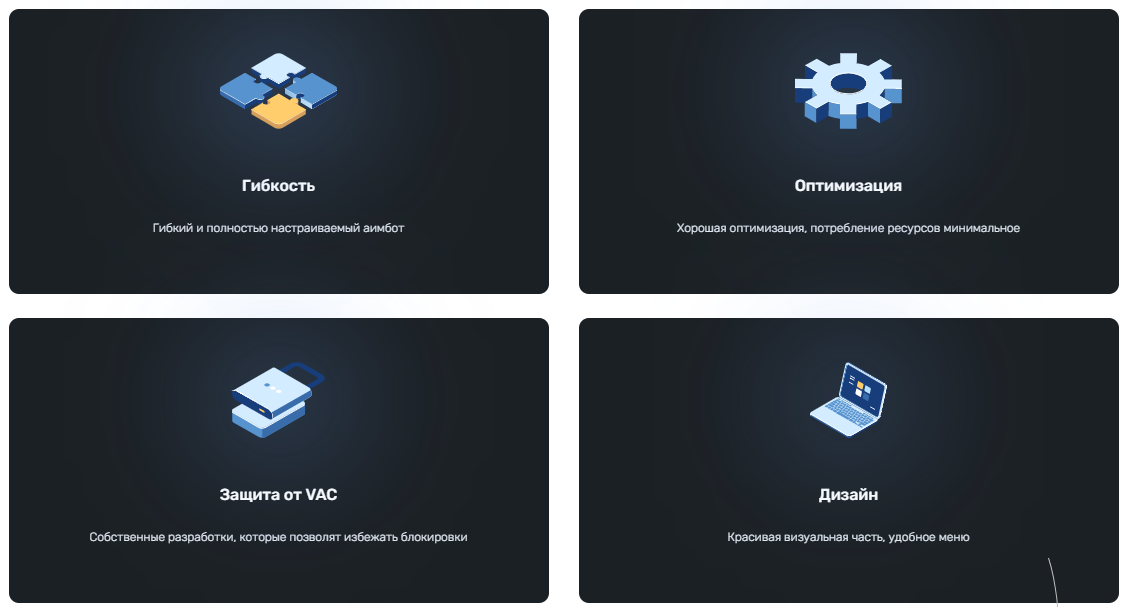 Гибкость
Гибкий и полностью настраиваемый аимбот
Оптимизация
Хорошая оптимизация, потребление ресурсов минимальное
Защита от VAC
Собственные разработки, которые позволят избежать блокировки
Дизайн
Красивая визуальная часть, удобное меню